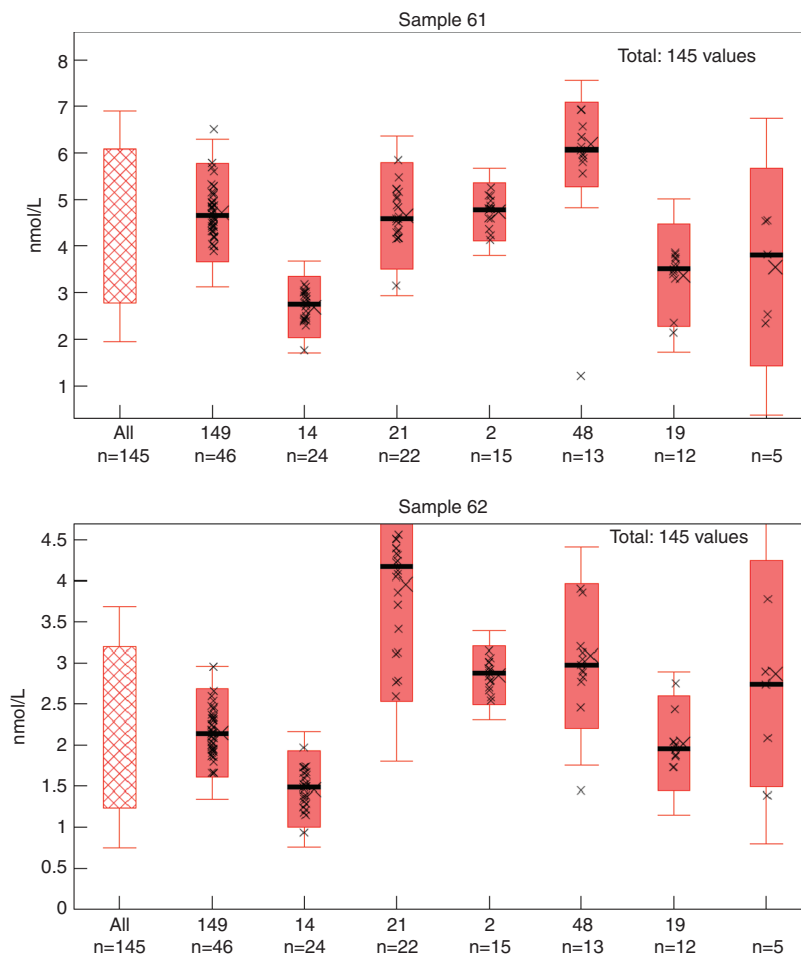 Sample 61
Total: 145 values
nmol/L
8
7
6
5
4
3
2
1
All 149 14 21 2 48 19
n=145 n=46 n=24 n=22 n=15 n=13 n=12 n=5
Sample 62
Total: 145 values
nmol/L
4.5
4
3.5
3
2.5
2
1.5
1
0.5
0
All 149 14 21 2 48 19
n=145 n=46 n=24 n=22 n=15 n=13 n=12 n=5